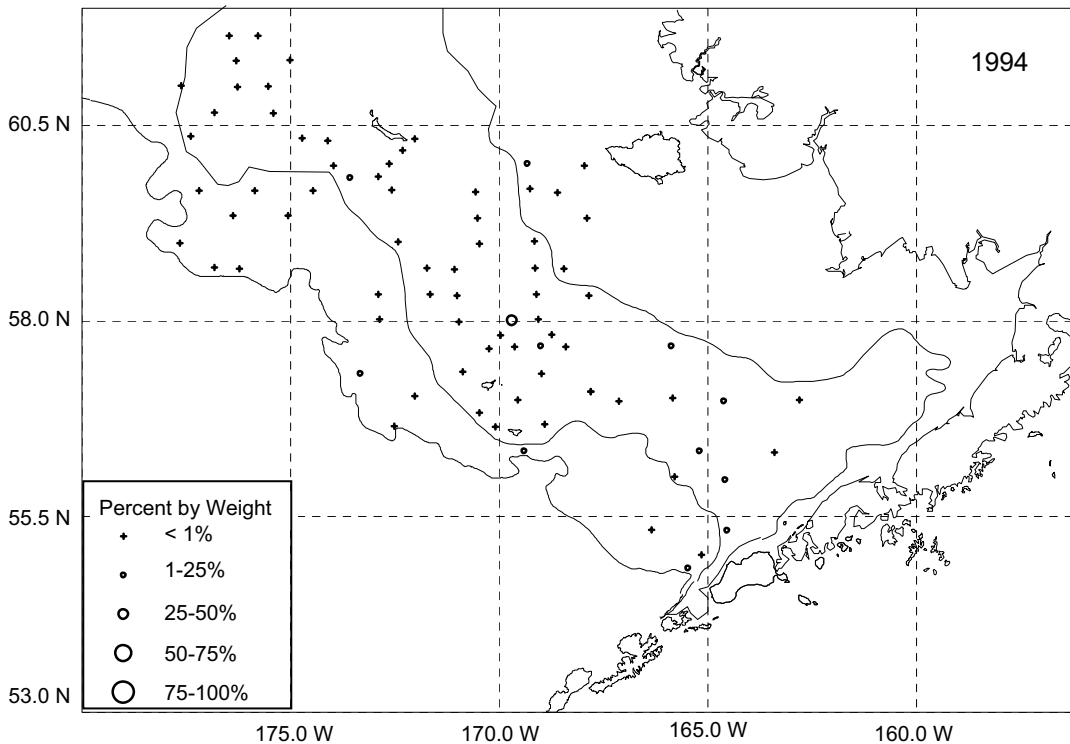 1994
60.5 N
58.0 N
55.5 N
53.0 N
Percent by Weight
< 1%
1-25%
25-50%
50-75%
75-100%
175.0 W
170.0 W
165.0 W
160.0 W